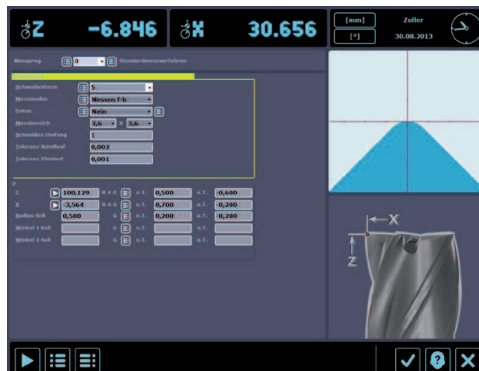 Z -6.846 X 30.656 [mm] Zoller
[°] 30.08.2013
Messprog. 0 Standardmessverfahren
Schneidenform 5
Messmodus Messen f-b
Fokus Nein
Messbereich 3,6 x 3,6
Schneiden Umfang 1
Toleranz Rundlauf 0,002
Toleranz Planlauf 0,001
Z 100,129 R A G o.T. 0,500 u.T. -0,600
X -3,564 R A G o.T. 0,700 u.T. -0,200
Radius Soll 0,500 G o.T. 0,200 u.T. -0,200
Winkel 1 Soll G o.T. u.T.
Winkel 2 Soll G o.T. u.T.
X
Z